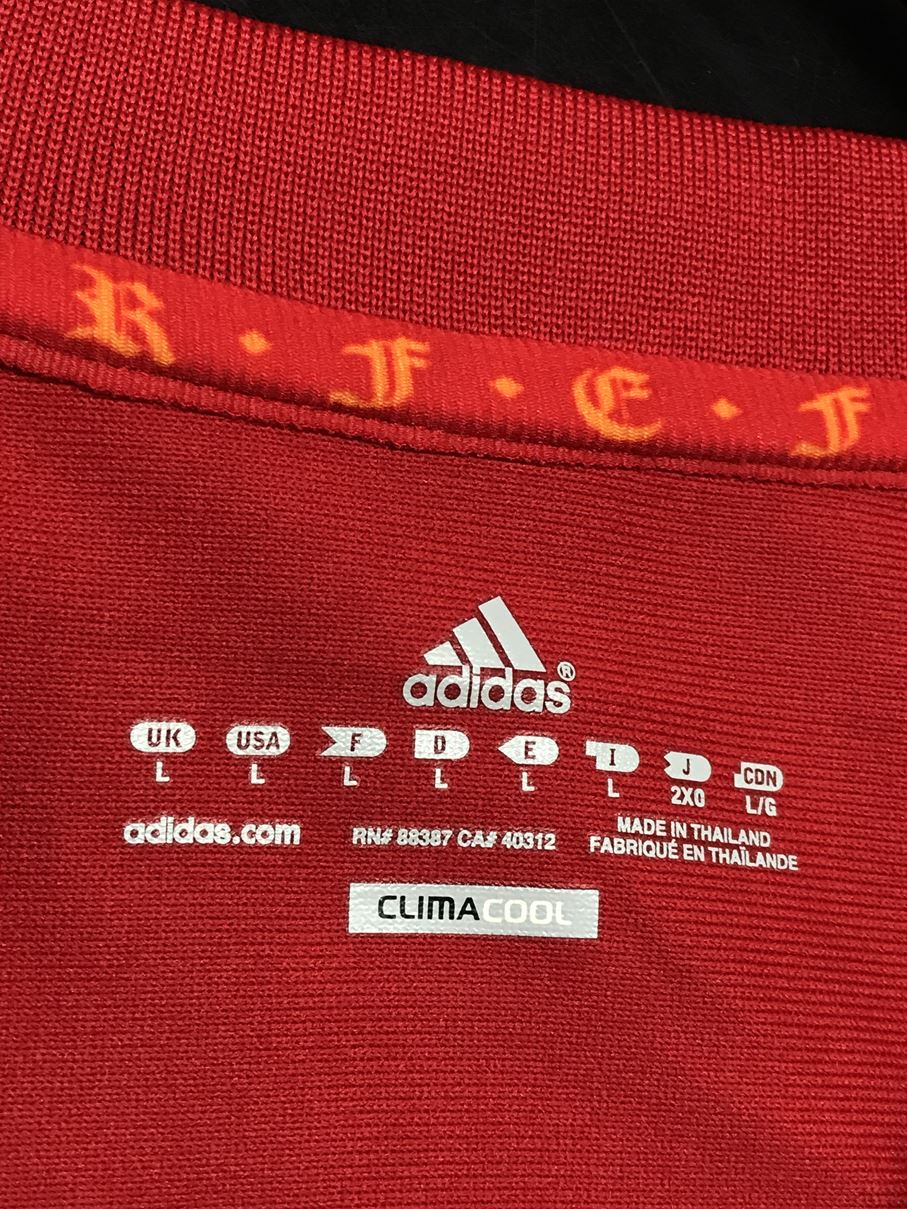 R · F · E · F
adidas®
UK USA F D E I J CDN
L L L L L L 2XO L/G
adidas.com RN# 88387 CA# 40312 MADE IN THAILAND
FABRIQUÉ EN THAÏLANDE
CLIMACOOL